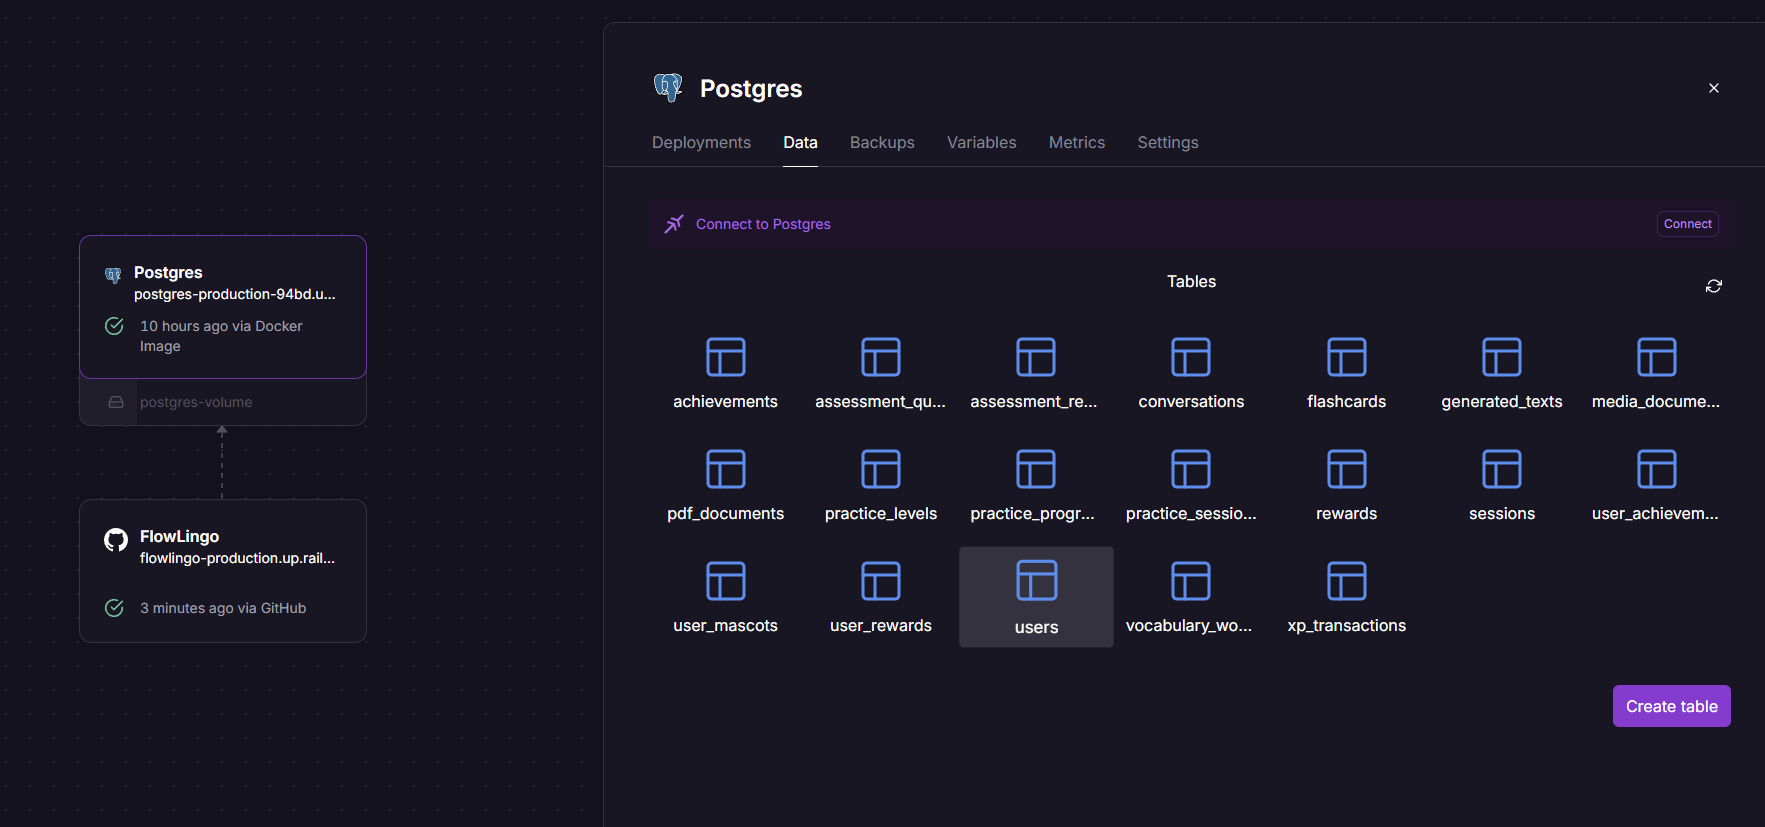 Postgres
postgres-production-94bd.u...
10 hours ago via Docker
Image
postgres-volume
FlowLingo
flowlingo-production.up.rail...
3 minutes ago via GitHub
Postgres
Deployments Data Backups Variables Metrics Settings
Connect to Postgres Connect
Tables
achievements assessment_qu... assessment_re... conversations flashcards generated_texts media_docume...
pdf_documents practice_levels practice_progr... practice_sessio... rewards sessions user_achievem...
user_mascots user_rewards users vocabulary_wo... xp_transactions
Create table